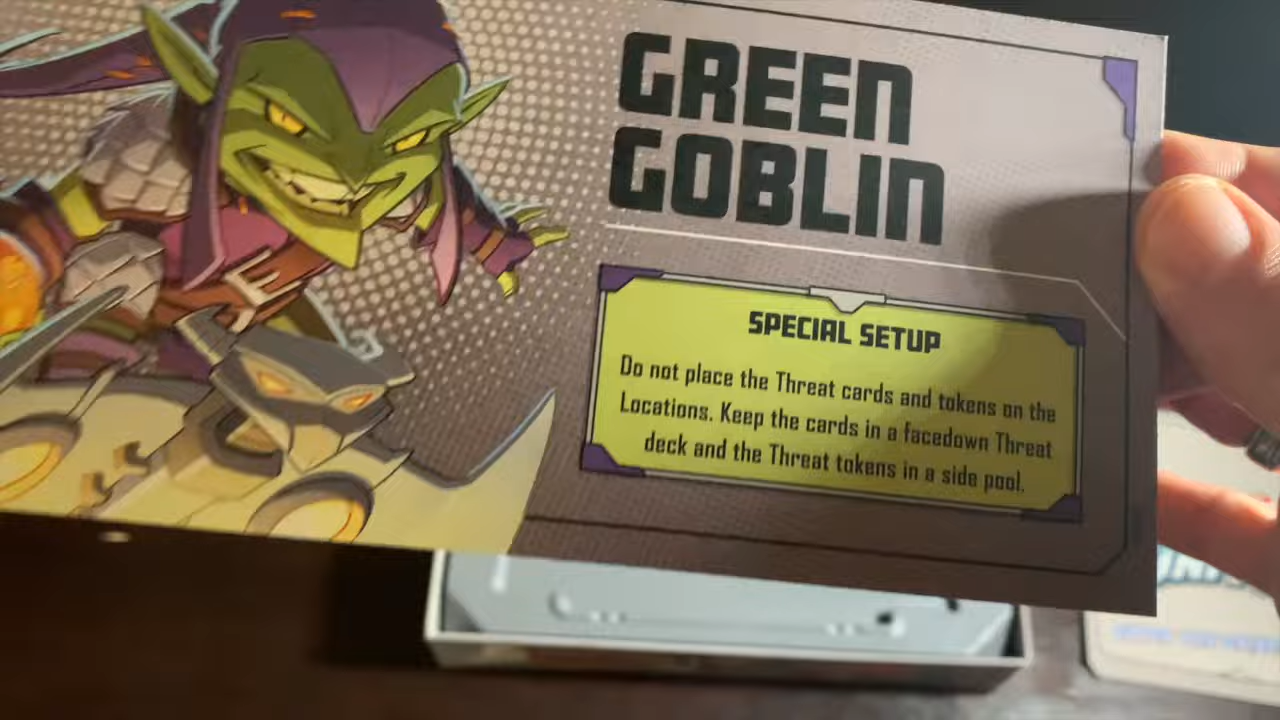 GREEN
GOBLIN
SPECIAL SETUP
Do not place the Threat cards and tokens on the
Locations. Keep the cards in a facedown Threat
deck and the Threat tokens in a side pool.